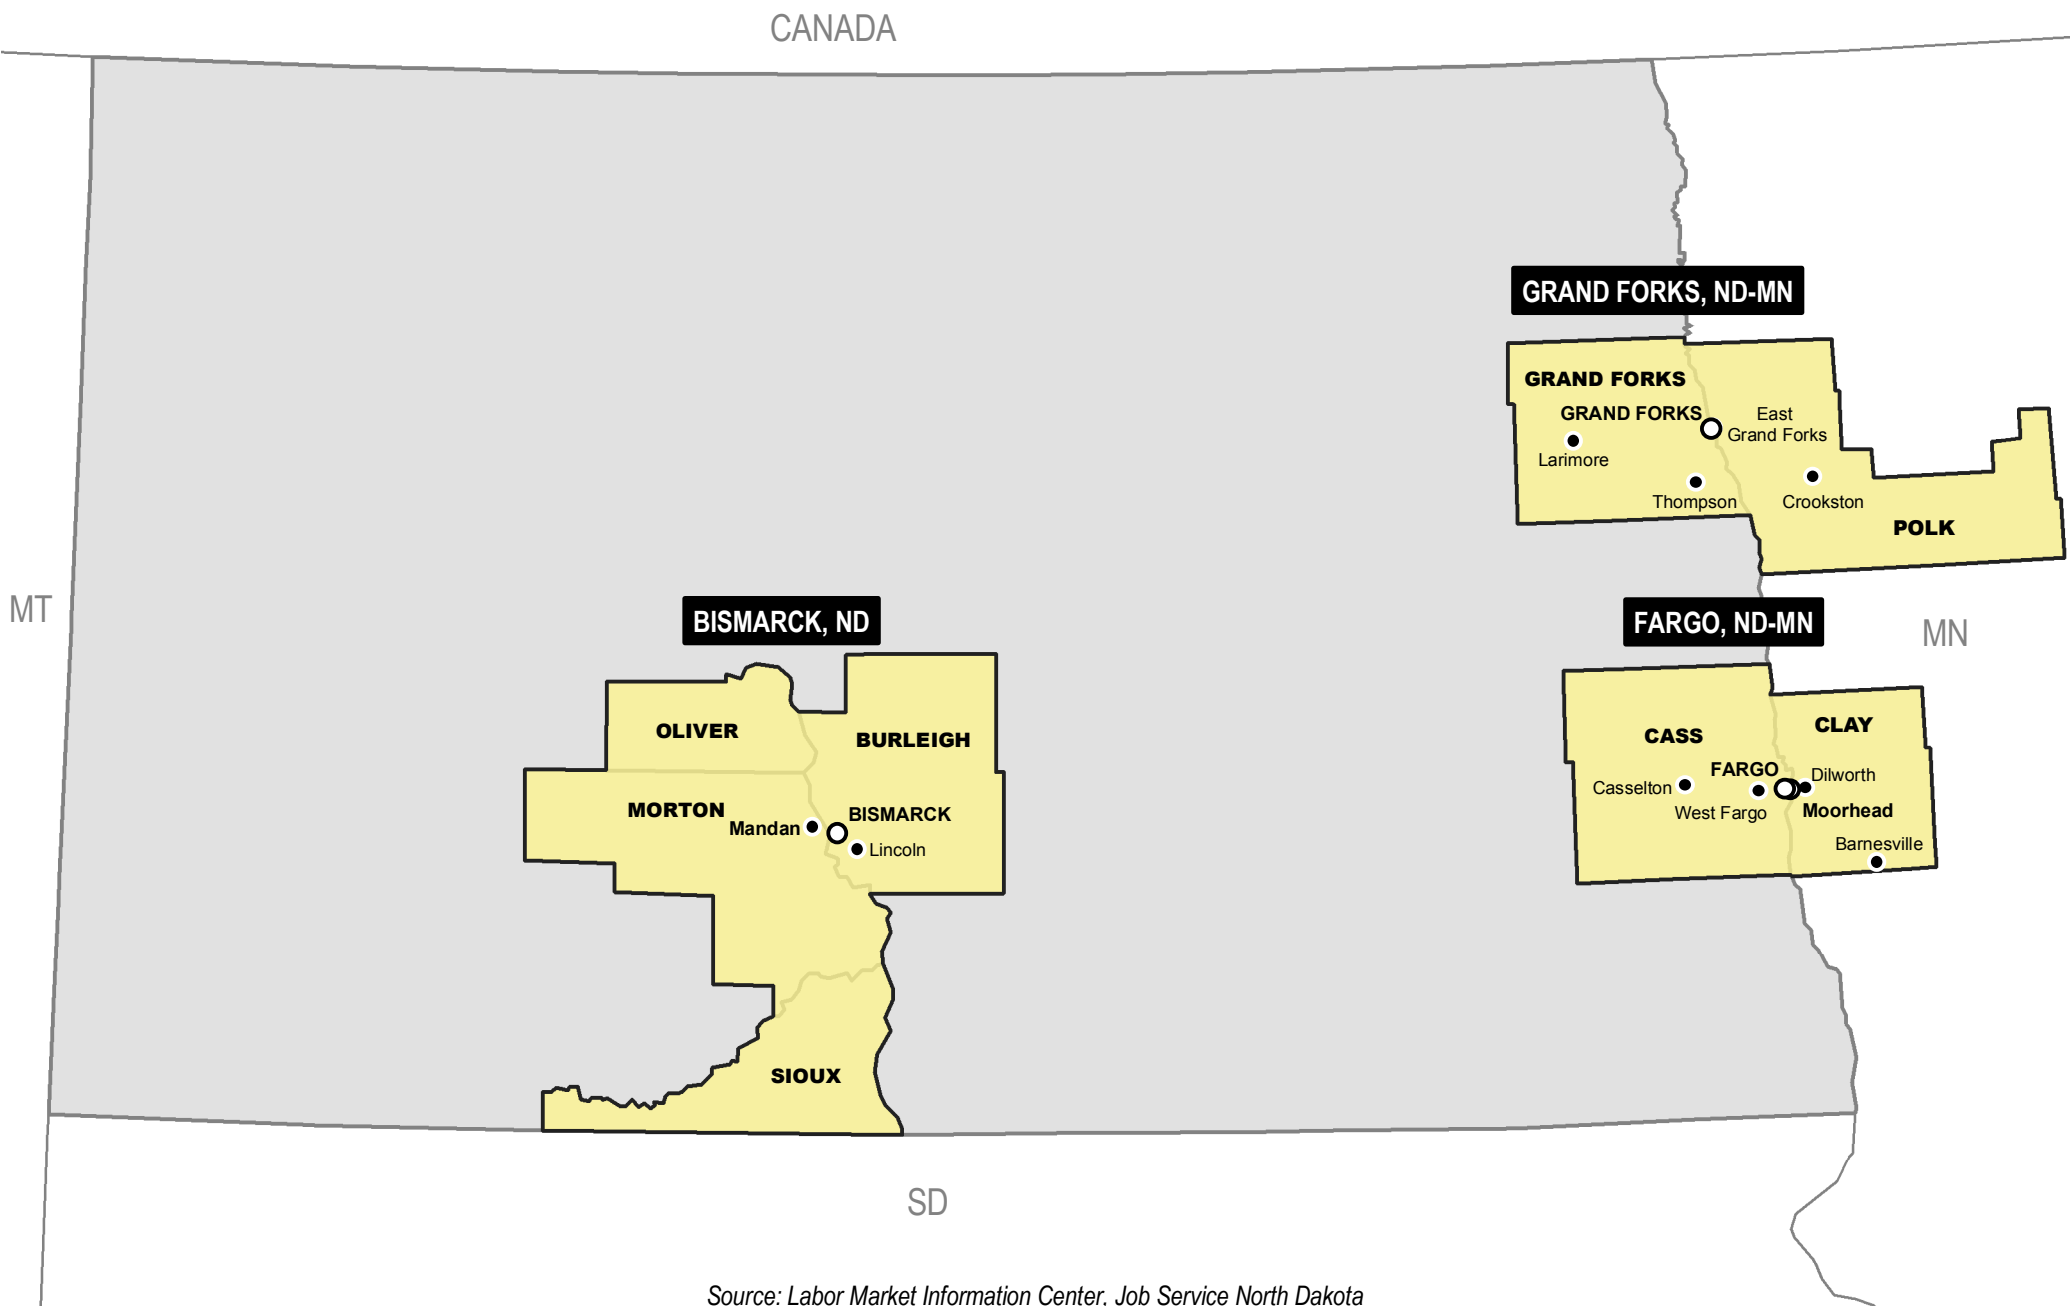 CANADA
GRAND FORKS, ND-MN
GRAND FORKS
GRAND FORKS
East
Grand Forks
Larimore
Thompson
Crookston
POLK
MT
BISMARCK, ND
FARGO, ND-MN
MN
OLIVER
BURLEIGH
MORTON
Mandan
BISMARCK
Lincoln
SIOUX
CASS
CLAY
FARGO
Dilworth
Casselton
West Fargo
Moorhead
Barnesville
SD
Source: Labor Market Information Center, Job Service North Dakota